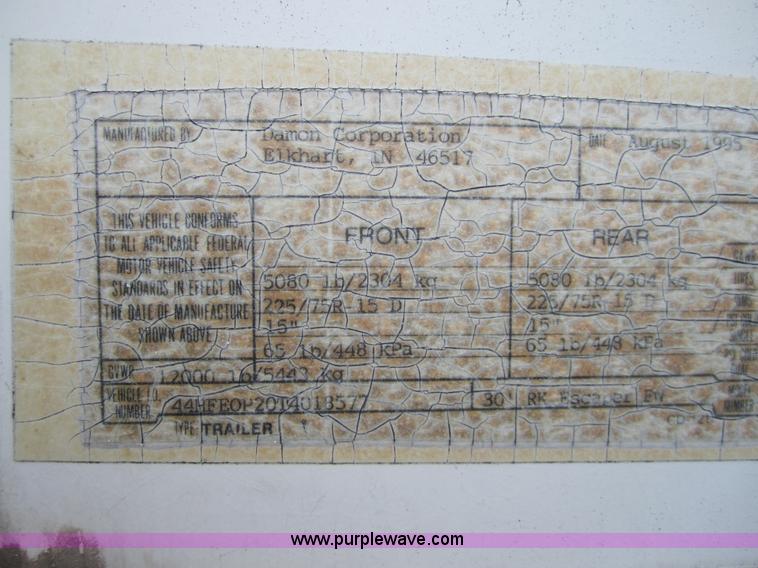 MANUFACTURED BY Damon Corporation DATE August 1995
Elkhart, IN 46517
THIS VEHICLE CONFORMS
TO ALL APPLICABLE FEDERAL
MOTOR VEHICLE SAFETY
STANDARDS IN EFFECT ON
THE DATE OF MANUFACTURE
SHOWN ABOVE
FRONT REAR
5080 lb/2304 kg 5080 lb/2304 kg
225/75R 15 D 225/75R 15 D
15" 15"
65 lb/448 kPa 65 lb/448 kPa
GVWR 12000 lb/5443 kg
VEHICLE I.D.
NUMBER 30' RK Escaper
TYPE TRAILER
www.purplewave.com